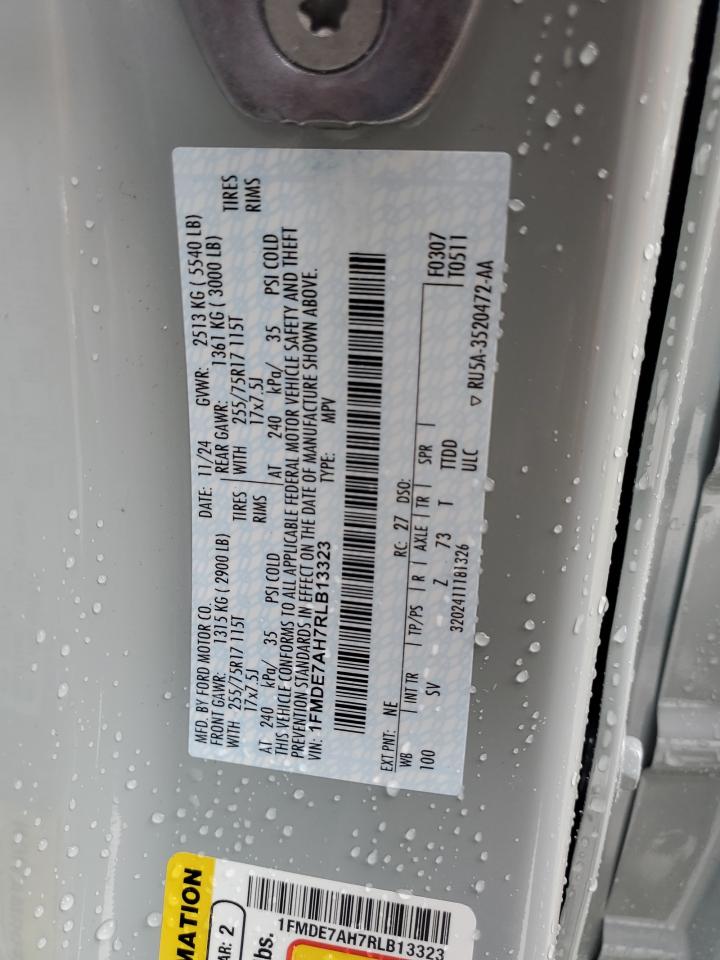 MFD. BY FORD MOTOR CO.
DATE: 11/24 GVWR: 2513 KG ( 5540 LB)
FRONT GAWR: 1315 KG ( 2900 LB) REAR GAWR: 1361 KG ( 3000 LB)
WITH 255/75R17 115T TIRES WITH 255/75R17 115T TIRES
17x7.5J RIMS 17x7.5J RIMS
AT 240 kPa/ 35 PSI COLD AT 240 kPa/ 35 PSI COLD
THIS VEHICLE CONFORMS TO ALL APPLICABLE FEDERAL MOTOR VEHICLE SAFETY AND THEFT
PREVENTION STANDARDS IN EFFECT ON THE DATE OF MANUFACTURE SHOWN ABOVE.
VIN: 1FMDE7AH7RLB13323 TYPE: MPV
F0307
EXT PNT: NE RC: 27 DSO: T0511
WB INT TR TP/PS R AXLE TR SPR
100 SV Z 73 T TTDD
3202411181326 ULC
RU5A-3520472-AA
MATION
AR: 2
lbs.
1FMDE7AH7RLB13323